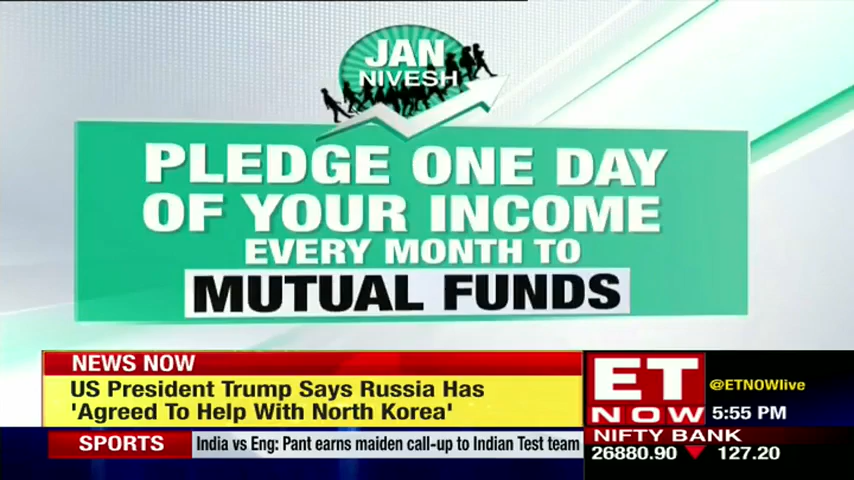 JAN
NIVESH
PLEDGE ONE DAY
OF YOUR INCOME
EVERY MONTH TO
MUTUAL FUNDS
NEWS NOW
US President Trump Says Russia Has
'Agreed To Help With North Korea'
SPORTS
India vs Eng: Pant earns maiden call-up to Indian Test team
ET
NOW
@ETNOWlive
5:55 PM
NIFTY BANK
26880.90 ▼ 127.20